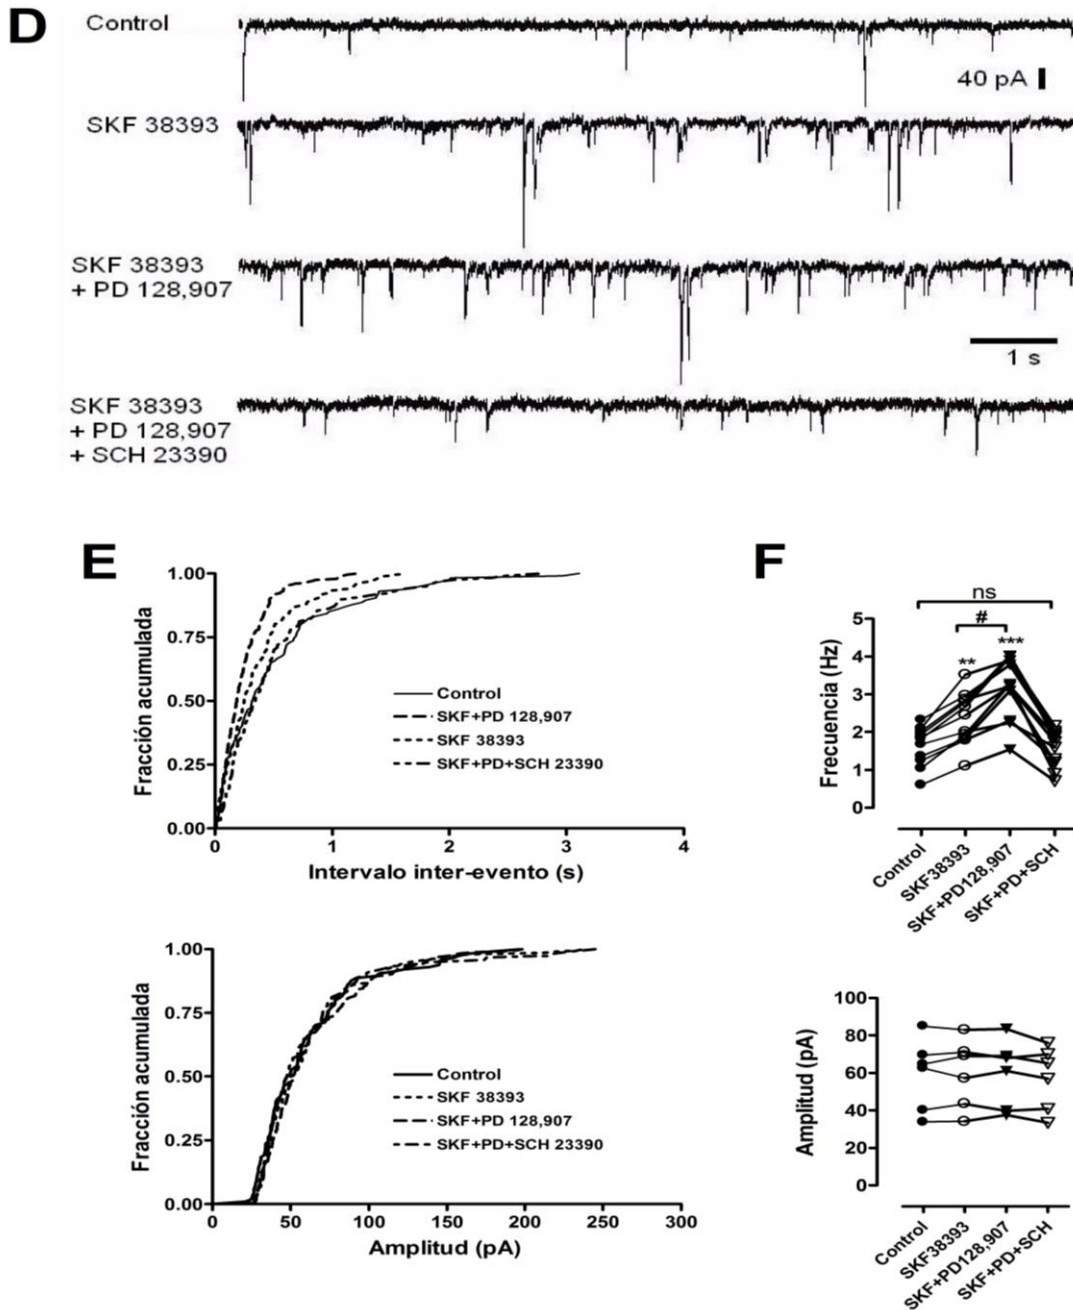 D
Control
40 pA
SKF 38393
SKF 38393
+ PD 128,907
1 s
SKF 38393
+ PD 128,907
+ SCH 23390
E
1.00
0.75
0.50
0.25
0.00
Fracción acumulada
Control
SKF+PD 128,907
SKF 38393
SKF+PD+SCH 23390
0 1 2 3 4
Intervalo inter-evento (s)
1.00
0.75
0.50
0.25
0.00
Fracción acumulada
Control
SKF 38393
SKF+PD 128,907
SKF+PD+SCH 23390
0 50 100 150 200 250 300
Amplitud (pA)
F
ns
#
***
**
5
4
3
2
1
0
Frecuencia (Hz)
Control
SKF38393
SKF+PD128,907
SKF+PD+SCH
100
80
60
40
20
0
Amplitud (pA)
Control
SKF38393
SKF+PD128,907
SKF+PD+SCH